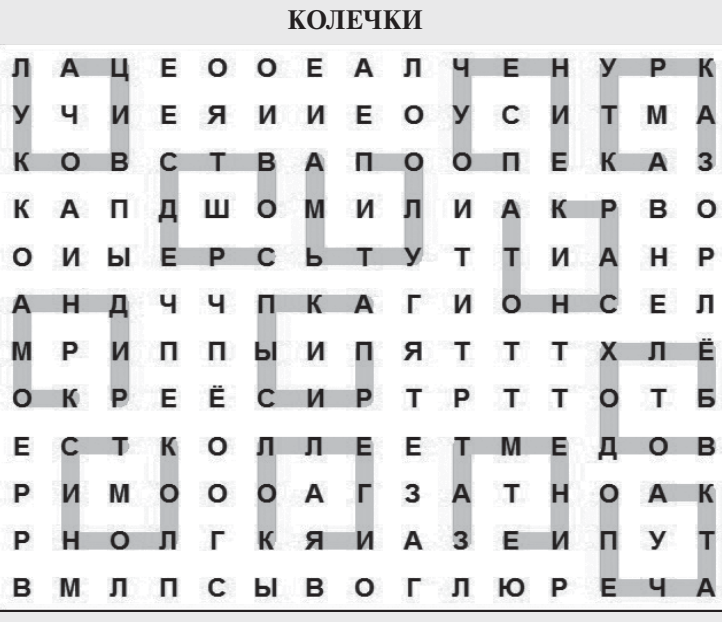 КОЛЕЧКИ
Л А Ц Е О О Е А Л Ч Е Н У Р К
У Ч И Е Я И И Е О У С И Т М А
К О В С Т В А П О О П Е К А З
К А П Д Ш О М И Л И А К Р В О
О И Ы Е Р С Ь Т У Т Т И А Н Р
А Н Д Ч Ч П К А Г И О Н С Е Л
М Р И П П Ы И П Я Т Т Т Х Л Ё
О К Р Е Ё С И Р Т Р Т Т О Т Б
Е С Т К О Л Л Е Е Т М Е Д О В
Р И М О О О А Г З А Т Н О А К
Р Н О Л Г К Я И А З Е И П У Т
В М Л П С Ы В О Г Л Ю Р Е Ч А